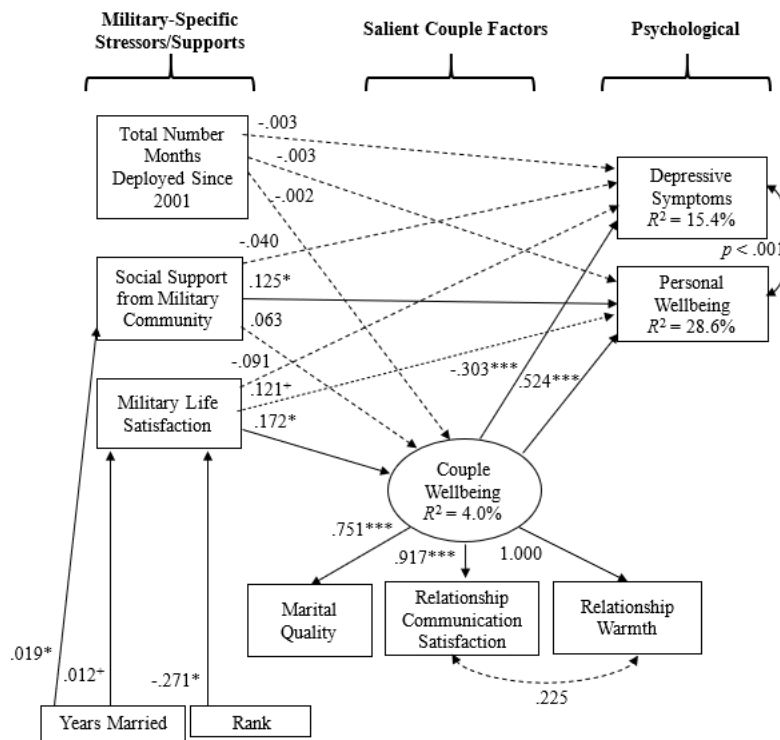 Military-Specific
Stressors/Supports
Salient Couple Factors
Psychological
Total Number
Months
Deployed Since
2001
-.003
-.003
-.002
Depressive
Symptoms
R² = 15.4%
p < .001
Personal
Wellbeing
R² = 28.6%
Social Support
from Military
Community
-.040
.125*
.063
Military Life
Satisfaction
-.091
.121⁺
.172*
-.303***
.524***
Couple
Wellbeing
R² = 4.0%
.751***
.917***
1.000
Marital
Quality
Relationship
Communication
Satisfaction
Relationship
Warmth
.225
.019*
.012⁺
-.271*
Years Married
Rank